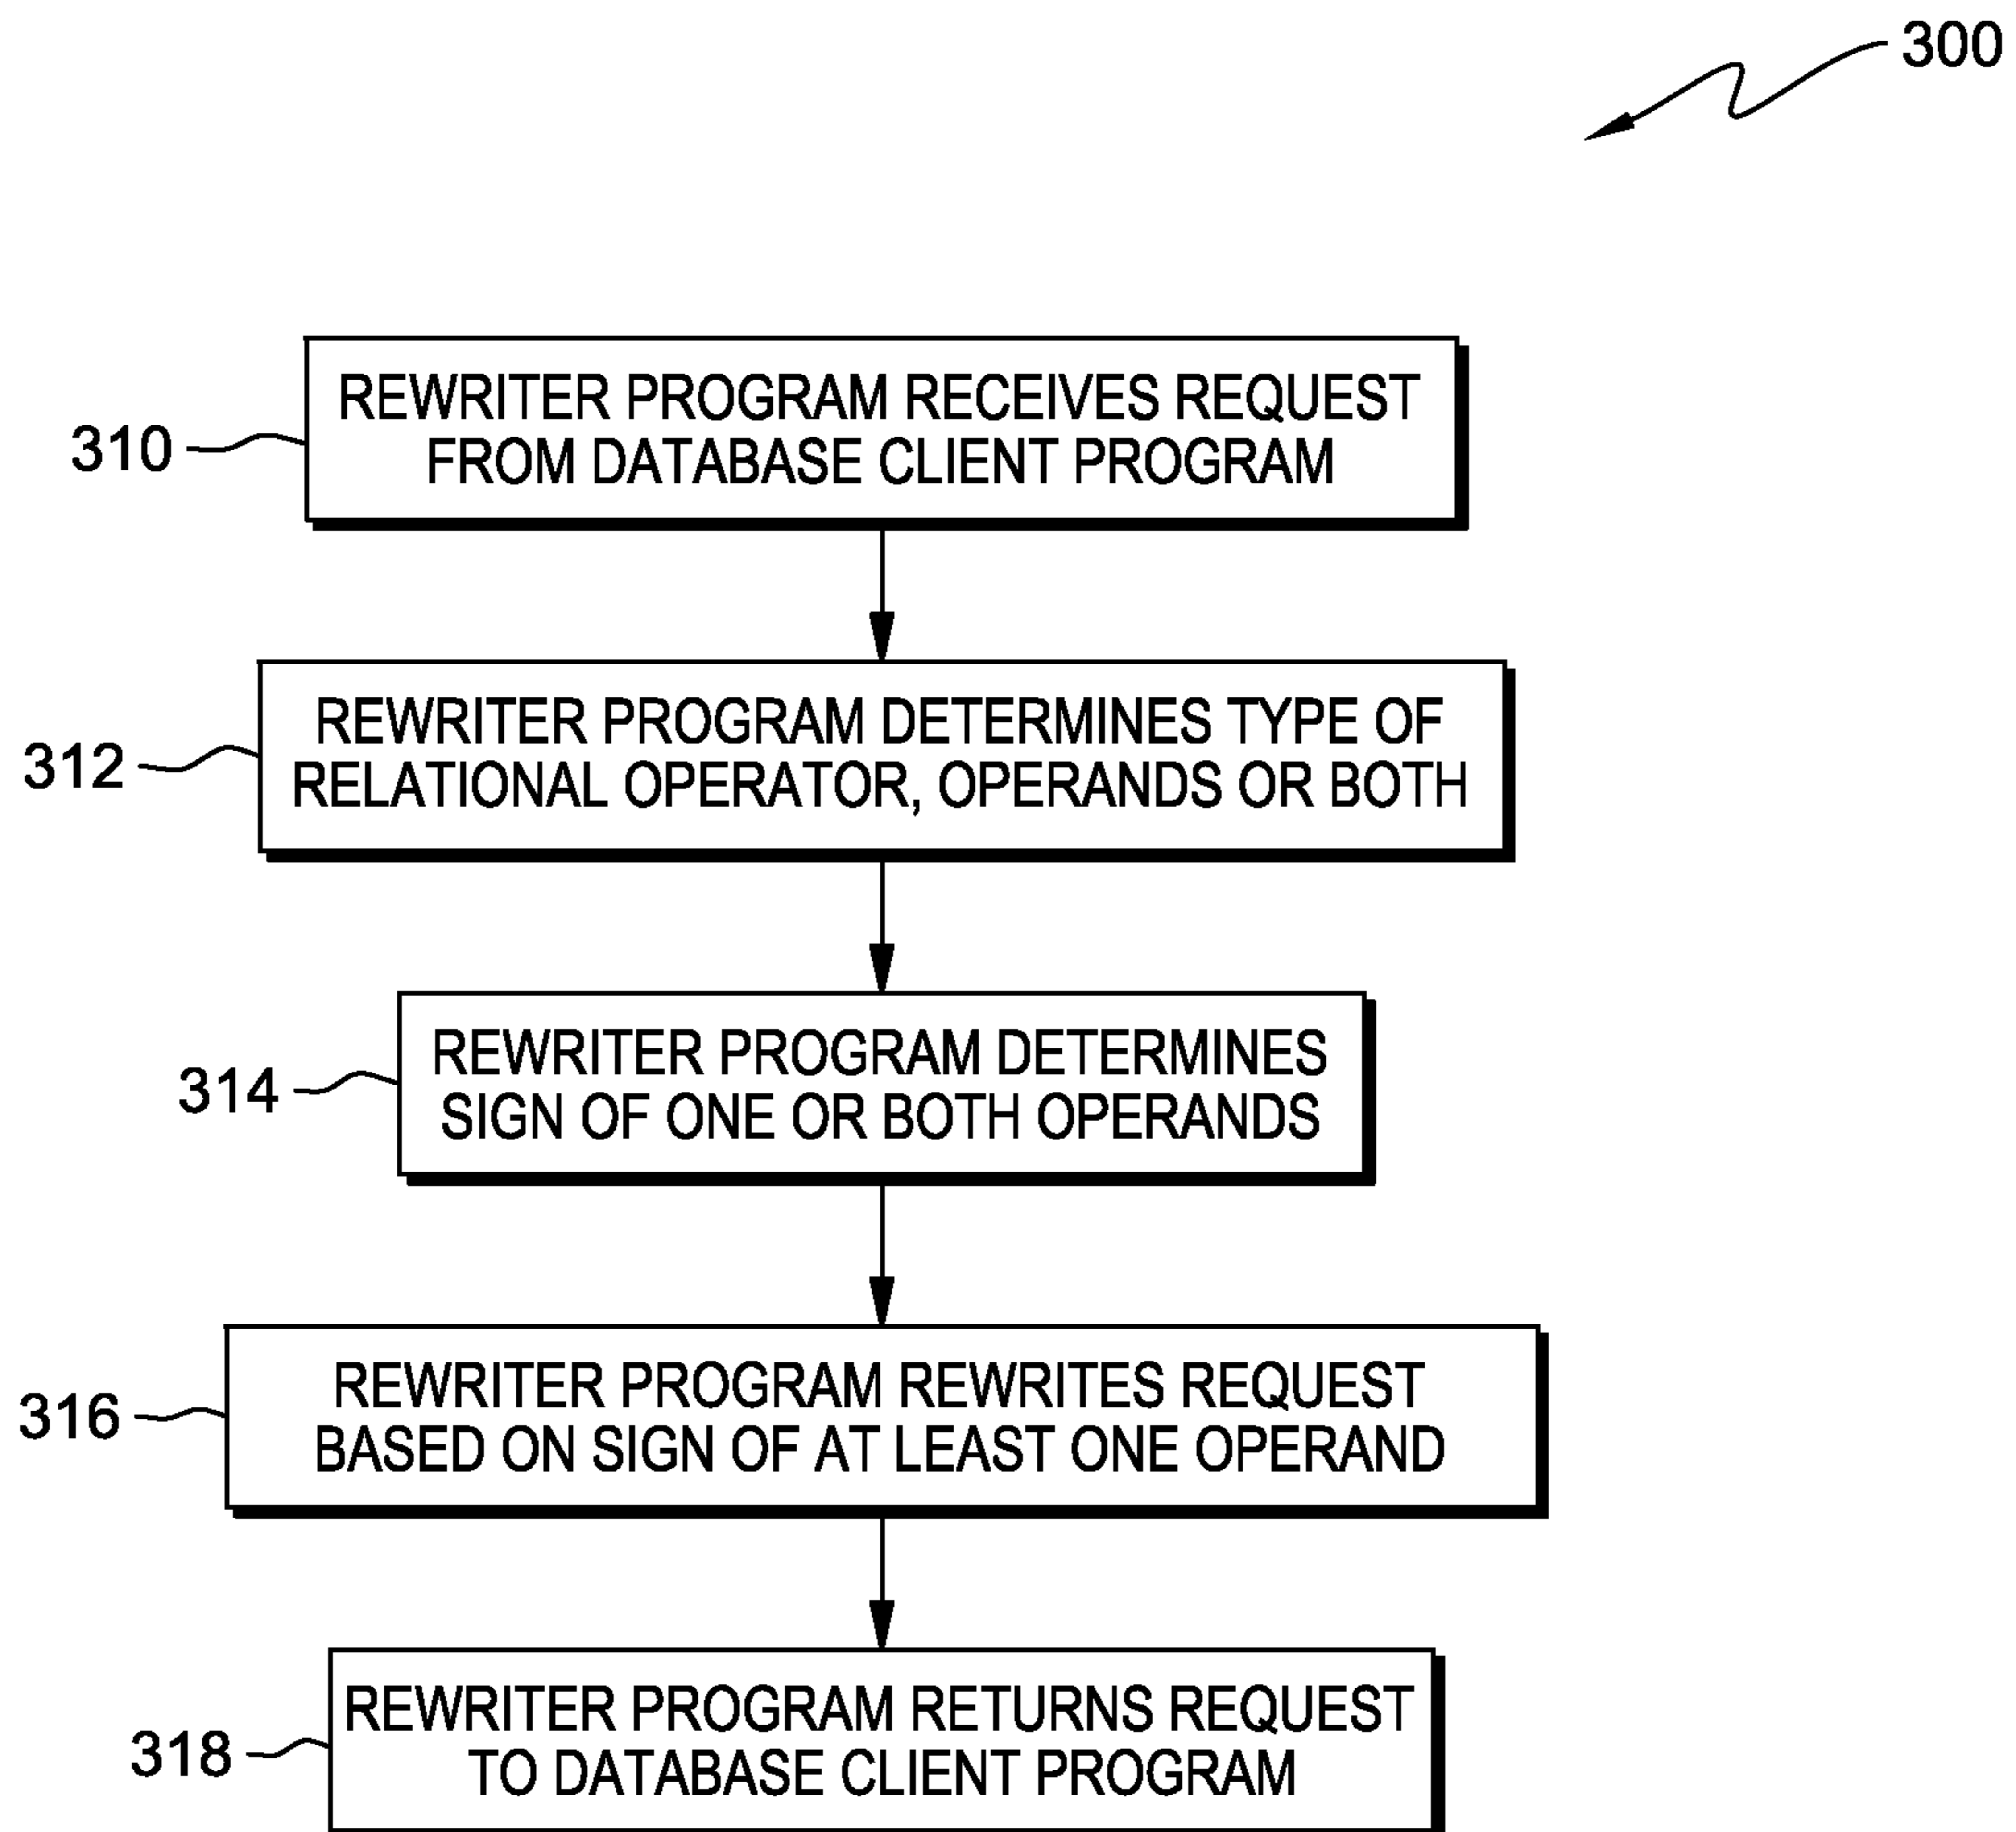 300
310
REWRITER PROGRAM RECEIVES REQUEST
FROM DATABASE CLIENT PROGRAM
312
REWRITER PROGRAM DETERMINES TYPE OF
RELATIONAL OPERATOR, OPERANDS OR BOTH
314
REWRITER PROGRAM DETERMINES
SIGN OF ONE OR BOTH OPERANDS
316
REWRITER PROGRAM REWRITES REQUEST
BASED ON SIGN OF AT LEAST ONE OPERAND
318
REWRITER PROGRAM RETURNS REQUEST
TO DATABASE CLIENT PROGRAM